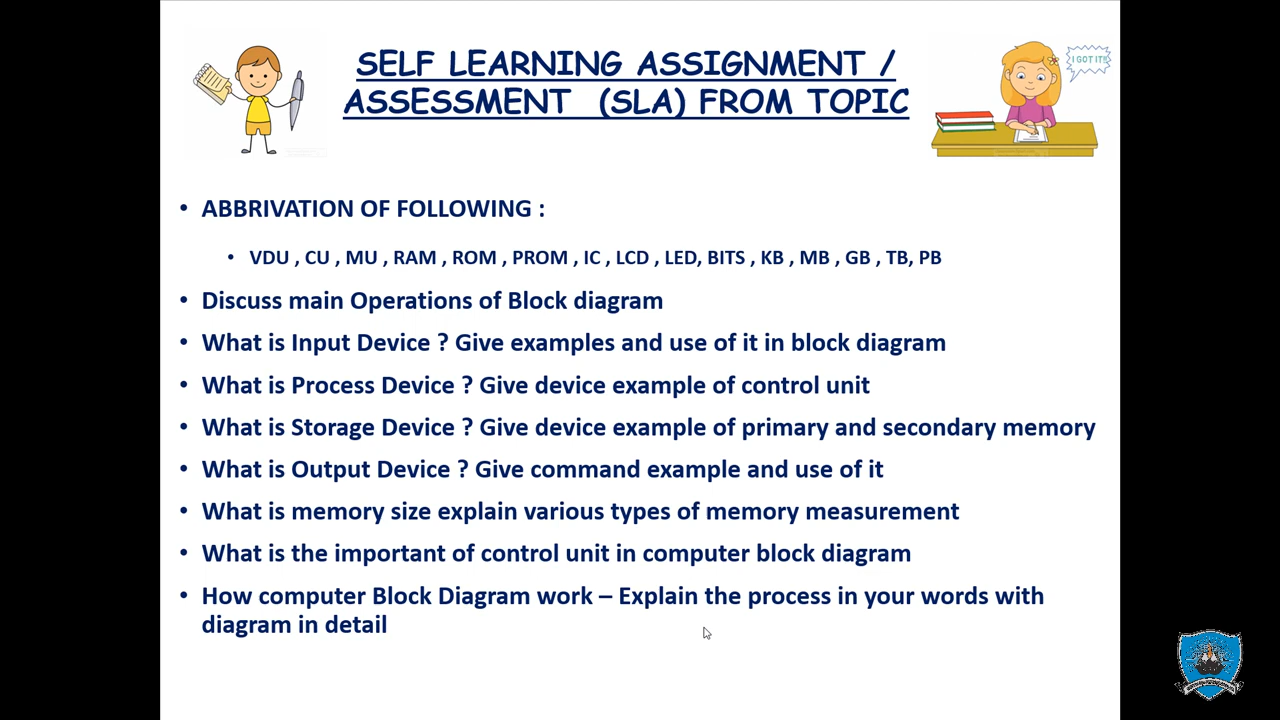 SELF LEARNING ASSIGNMENT /
ASSESSMENT (SLA) FROM TOPIC
I GOT IT!!
• ABBRIVATION OF FOLLOWING :
• VDU , CU , MU , RAM , ROM , PROM , IC , LCD , LED, BITS , KB , MB , GB , TB, PB
• Discuss main Operations of Block diagram
• What is Input Device ? Give examples and use of it in block diagram
• What is Process Device ? Give device example of control unit
• What is Storage Device ? Give device example of primary and secondary memory
• What is Output Device ? Give command example and use of it
• What is memory size explain various types of memory measurement
• What is the important of control unit in computer block diagram
• How computer Block Diagram work – Explain the process in your words with
diagram in detail